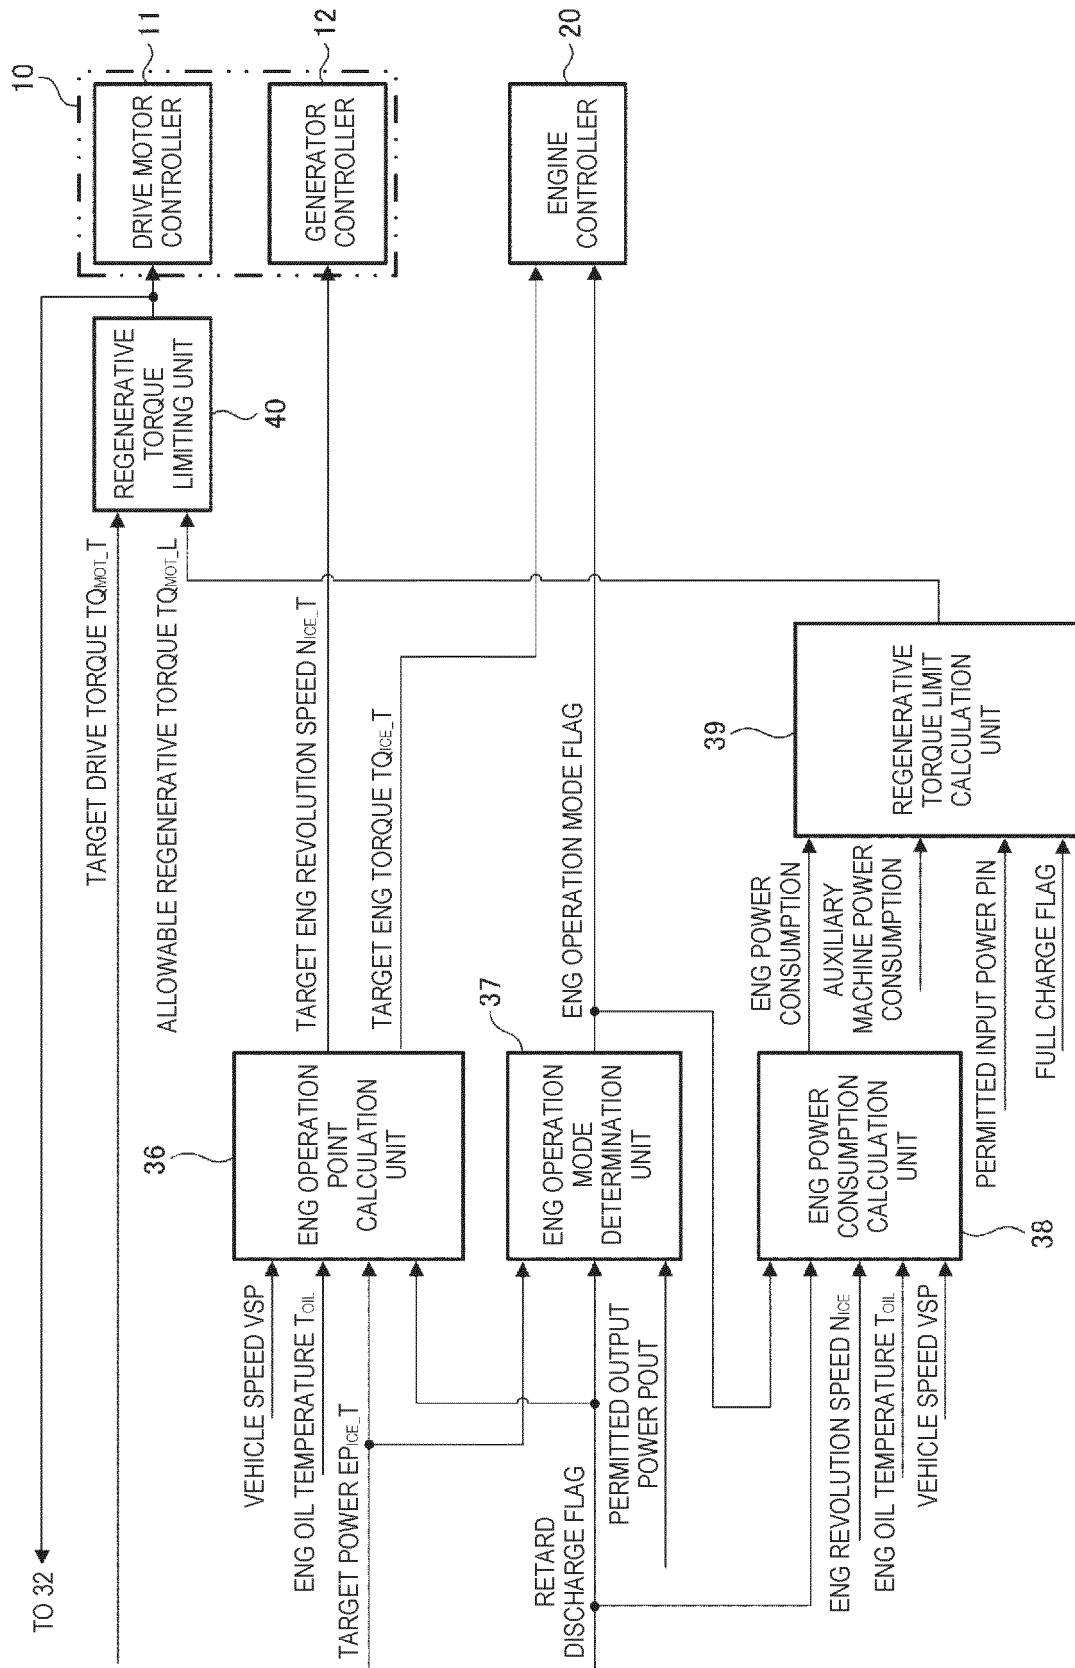 TO 32
TARGET DRIVE TORQUE TQMOT_T
ALLOWABLE REGENERATIVE TORQUE TQMOT_L
REGENERATIVE
TORQUE
LIMITING UNIT
40
10
DRIVE MOTOR
CONTROLLER
11
GENERATOR
CONTROLLER
12
ENGINE
CONTROLLER
20
VEHICLE SPEED VSP
ENG OIL TEMPERATURE TOIL
TARGET POWER EPICE_T
36
ENG OPERATION
POINT
CALCULATION
UNIT
TARGET ENG REVOLUTION SPEED NICE_T
TARGET ENG TORQUE TQICE_T
RETARD
DISCHARGE FLAG
PERMITTED OUTPUT
POWER POUT
37
ENG OPERATION
MODE
DETERMINATION
UNIT
ENG OPERATION MODE FLAG
ENG REVOLUTION SPEED NICE
ENG OIL TEMPERATURE TOIL
VEHICLE SPEED VSP
ENG POWER
CONSUMPTION
CALCULATION
UNIT
38
ENG POWER
CONSUMPTION
AUXILIARY
MACHINE POWER
CONSUMPTION
PERMITTED INPUT POWER PIN
FULL CHARGE FLAG
39
REGENERATIVE
TORQUE LIMIT
CALCULATION
UNIT